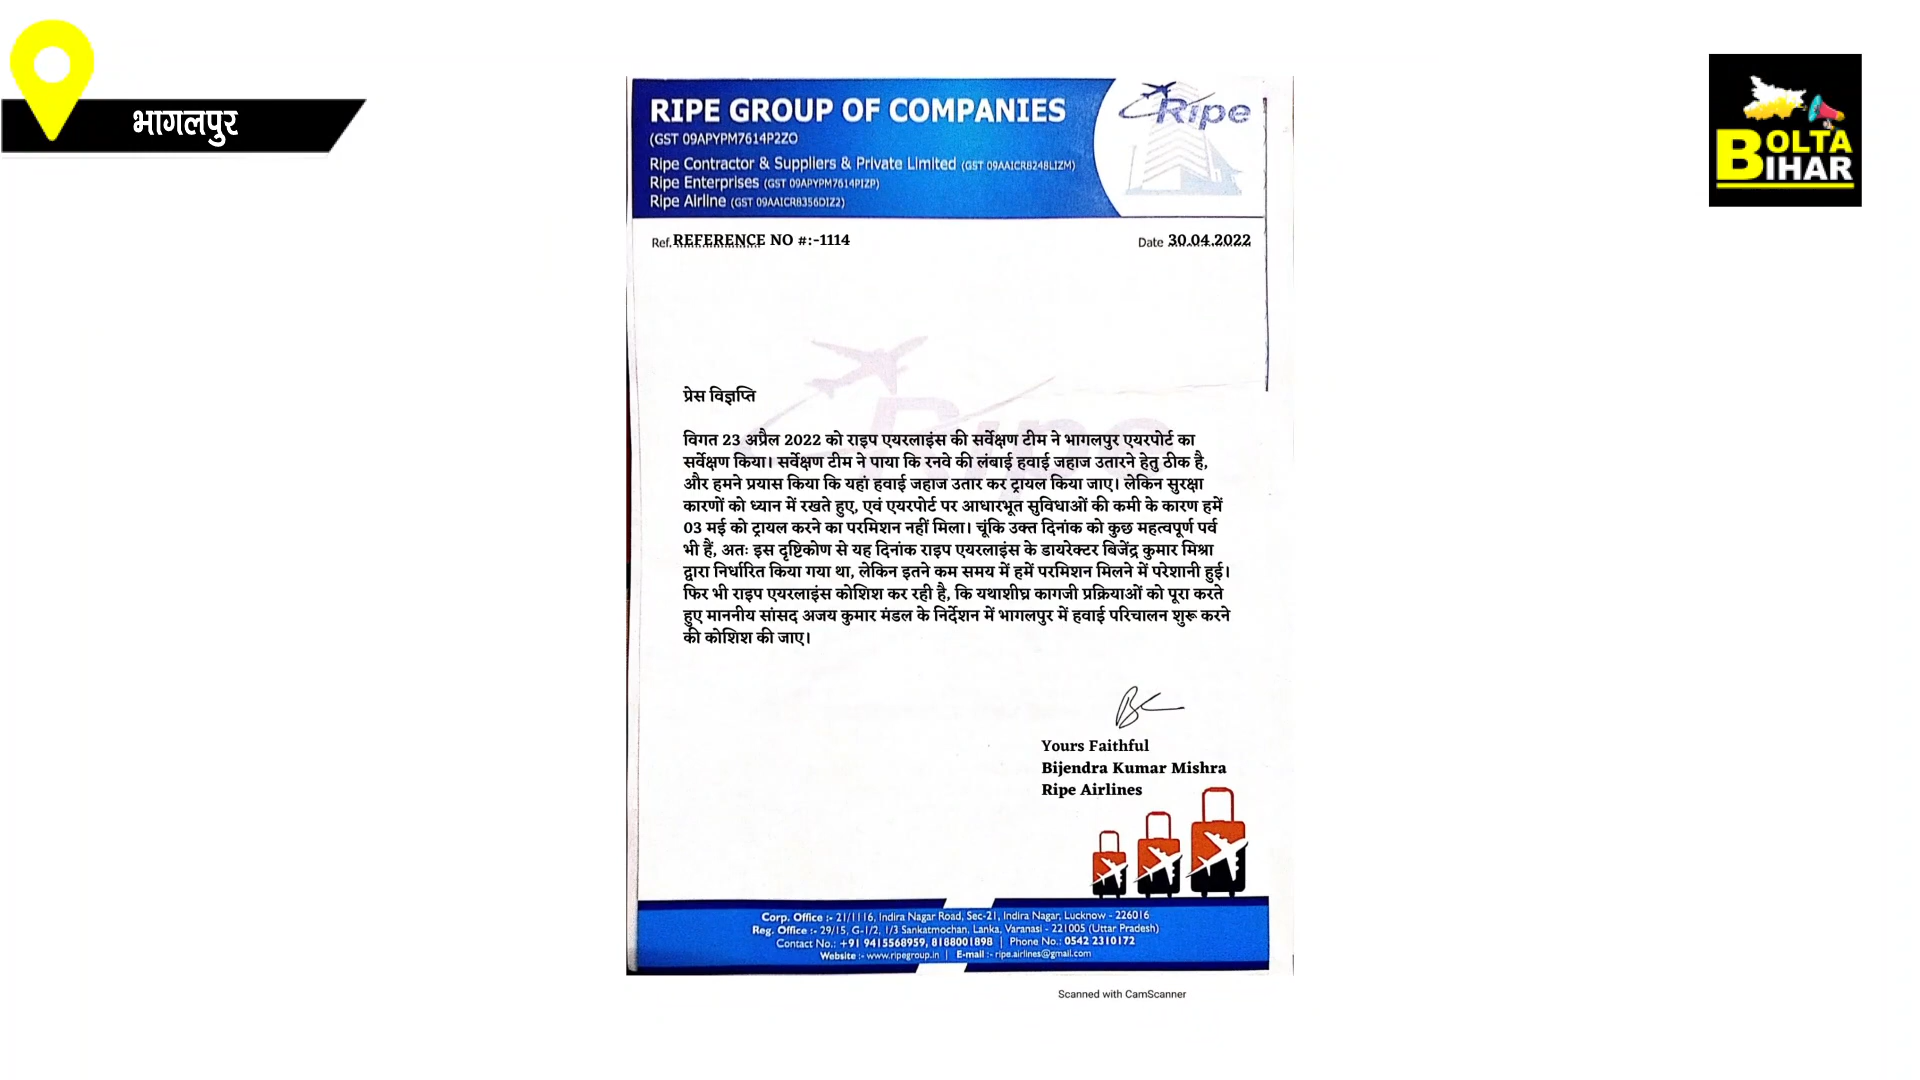 भागलपुर
BOLTA
BIHAR
RIPE GROUP OF COMPANIES
(GST 09APYPM7614P2ZO
Ripe Contractor & Suppliers & Private Limited (GST 09AAICR8248LIZM)
Ripe Enterprises (GST 09APYPM7614PIZP)
Ripe Airline (GST 09AAICR8356DIZ2)
Ripe
Ref. REFERENCE NO #:-1114
Date 30.04.2022
Ripe
प्रेस विज्ञप्ति
विगत 23 अप्रैल 2022 को राइप एयरलाइंस की सर्वेक्षण टीम ने भागलपुर एयरपोर्ट का
सर्वेक्षण किया। सर्वेक्षण टीम ने पाया कि रनवे की लंबाई हवाई जहाज उतारने हेतु ठीक है,
और हमने प्रयास किया कि यहां हवाई जहाज उतार कर ट्रायल किया जाए। लेकिन सुरक्षा
कारणों को ध्यान में रखते हुए, एवं एयरपोर्ट पर आधारभूत सुविधाओं की कमी के कारण हमें
03 मई को ट्रायल करने का परमिशन नहीं मिला। चूंकि उक्त दिनांक को कुछ महत्वपूर्ण पर्व
भी हैं, अतः इस दृष्टिकोण से यह दिनांक राइप एयरलाइंस के डायरेक्टर बिजेंद्र कुमार मिश्रा
द्वारा निर्धारित किया गया था, लेकिन इतने कम समय में हमें परमिशन मिलने में परेशानी हुई।
फिर भी राइप एयरलाइंस कोशिश कर रही है, कि यथाशीघ्र कागजी प्रक्रियाओं को पूरा करते
हुए माननीय सांसद अजय कुमार मंडल के निर्देशन में भागलपुर में हवाई परिचालन शुरू करने
की कोशिश की जाए।
Yours Faithful
Bijendra Kumar Mishra
Ripe Airlines
Corp. Office :- 21/1116, Indira Nagar Road, Sec-21, Indira Nagar, Lucknow - 226016
Reg. Office :- 29/15, G-1/2, 1/3 Sankatmochan, Lanka, Varanasi - 221005 (Uttar Pradesh)
Contact No.: +91 9415568959, 8188001898 | Phone No.: 0542 2310172
Website :- www.ripegroup.in | E-mail :- ripe.airlines@gmail.com
Scanned with CamScanner